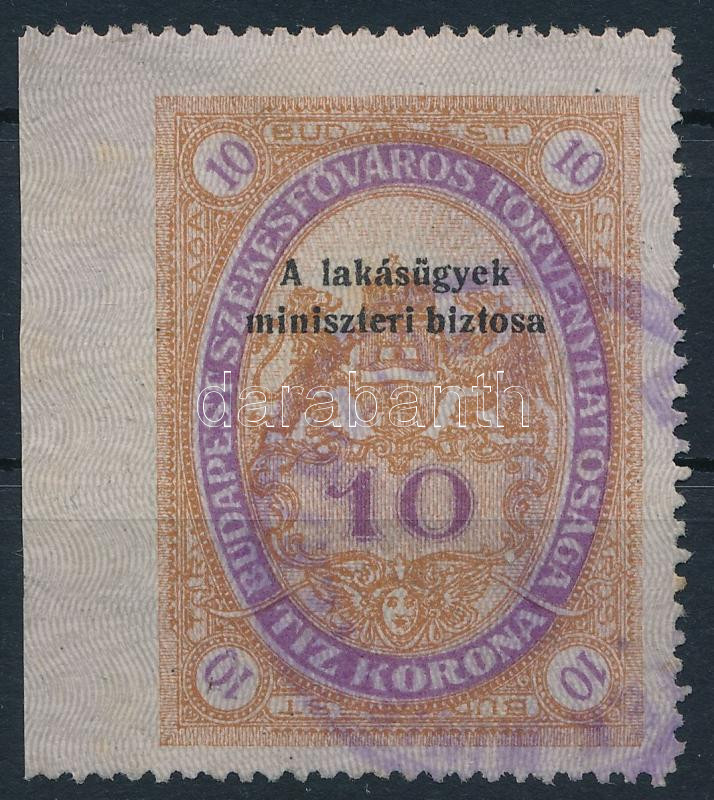 10 BUDAPEST 10
BUDAPEST SZÉKESFŐVÁROS TÖRVÉNYHATÓSÁGA
A lakásügyek
miniszteri biztosa
darabanth
10
TIZ KORONA
10 10